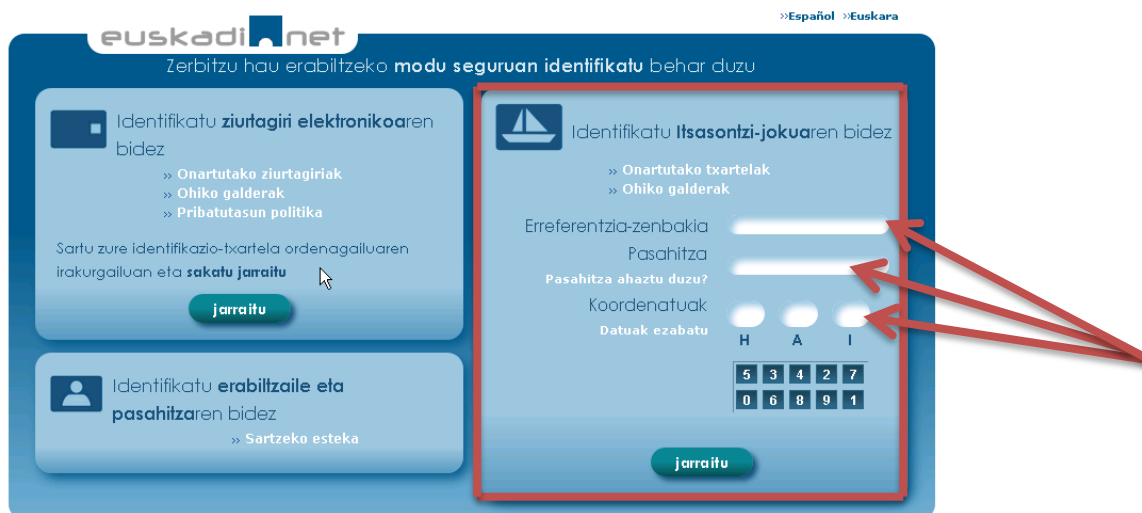 »Español »Euskara
euskadi net
Zerbitzu hau erabiltzeko modu seguruan identifikatu behar duzu
Identifikatu ziurtagiri elektronikoaren
bidez
» Onartutako ziurtagiriak
» Ohiko galderak
» Pribatutasun politika
Sartu zure identifikazio-txartela ordenagailuaren
irakurgailuan eta sakatu jarraitu
jarraitu
Identifikatu erabiltzaile eta
pasahitzaren bidez
» Sartzeko esteka
Identifikatu Itsasontzi-jokuaren bidez
» Onartutako txartelak
» Ohiko galderak
Erreferentzia-zenbakia
Pasahitza
Pasahitza ahaztu duzu?
Koordenatuak
Datuak ezabatu
H A I
5 3 4 2 7
0 6 8 9 1
jarraitu